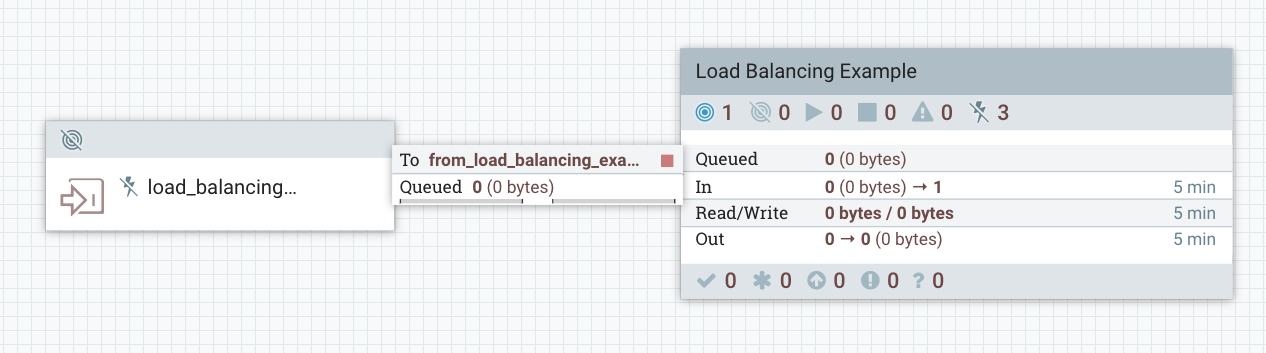 Load Balancing Example
1 0 0 0 0 3
load_balancing...
To from_load_balancing_exa...
Queued 0 (0 bytes)
Queued 0 (0 bytes)
In 0 (0 bytes) → 1 5 min
Read/Write 0 bytes / 0 bytes 5 min
Out 0 → 0 (0 bytes) 5 min
0 0 0 0 ? 0